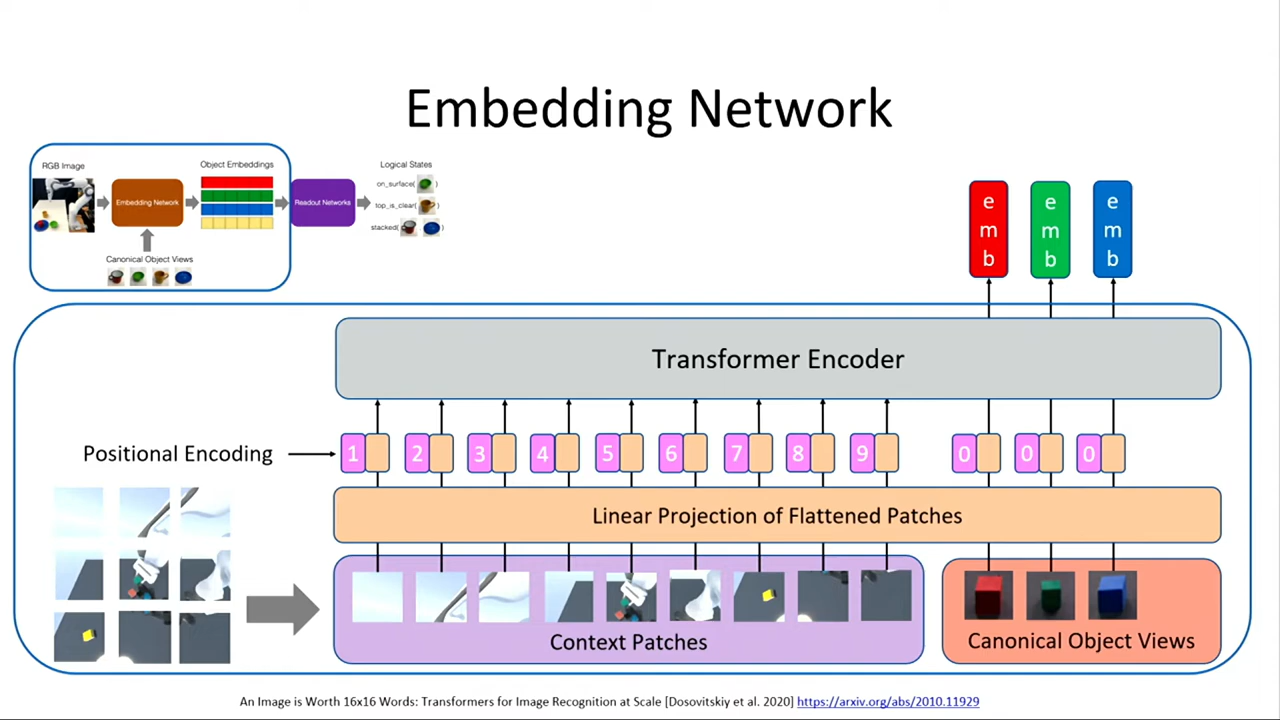 Embedding Network
RGB Image
Object Embeddings
Logical States
Embedding Network
Readout Networks
on_surface( )
top_is_clear( )
stacked( )
Canonical Object Views
e
m
b
e
m
b
e
m
b
Transformer Encoder
Positional Encoding
1 2 3 4 5 6 7 8 9 0 0 0
Linear Projection of Flattened Patches
Context Patches
Canonical Object Views
An Image is Worth 16x16 Words: Transformers for Image Recognition at Scale [Dosovitskiy et al. 2020] https://arxiv.org/abs/2010.11929